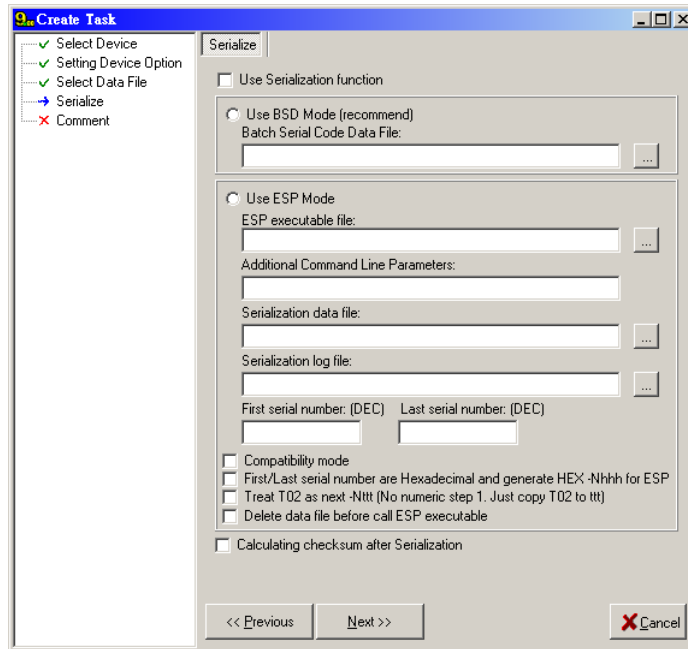 Create Task
Select Device
Setting Device Option
Select Data File
Serialize
Comment
Serialize
Use Serialization function
Use BSD Mode (recommend)
Batch Serial Code Data File:
...
Use ESP Mode
ESP executable file:
...
Additional Command Line Parameters:
Serialization data file:
...
Serialization log file:
...
First serial number: (DEC) Last serial number: (DEC)
Compatibility mode
First/Last serial number are Hexadecimal and generate HEX -Nhhh for ESP
Treat T02 as next -Nttt (No numeric step 1. Just copy T02 to ttt)
Delete data file before call ESP executable
Calculating checksum after Serialization
<< Previous Next >> Cancel